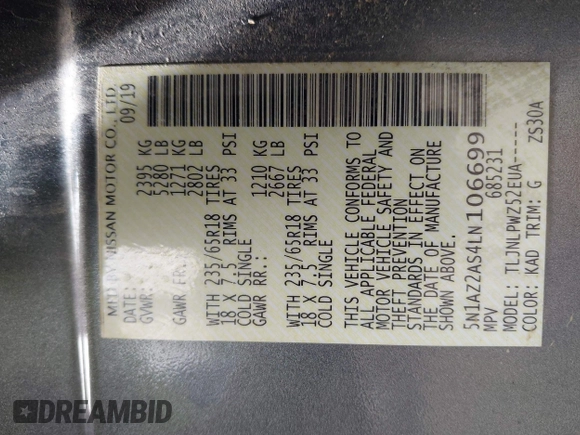 MFD BY NISSAN MOTOR CO., LTD.
DATE: 09/19
GVWR: 2395 KG
5280 LB
GAWR FR.: 1271 KG
2802 LB
WITH 235/65R18 TIRES
18 X 7.5 RIMS AT 33 PSI
COLD SINGLE
GAWR RR.: 1210 KG
2667 LB
WITH 235/65R18 TIRES
18 X 7.5 RIMS AT 33 PSI
COLD SINGLE
THIS VEHICLE CONFORMS TO
ALL APPLICABLE FEDERAL
MOTOR VEHICLE SAFETY AND
THEFT PREVENTION
STANDARDS IN EFFECT ON
THE DATE OF MANUFACTURE
SHOWN ABOVE.
5N1AZ2AS4LN106699
MPV 685231
MODEL: TLJNLPWZ52EUA-----
COLOR: KAD TRIM: G ZS30A
DREAMBID